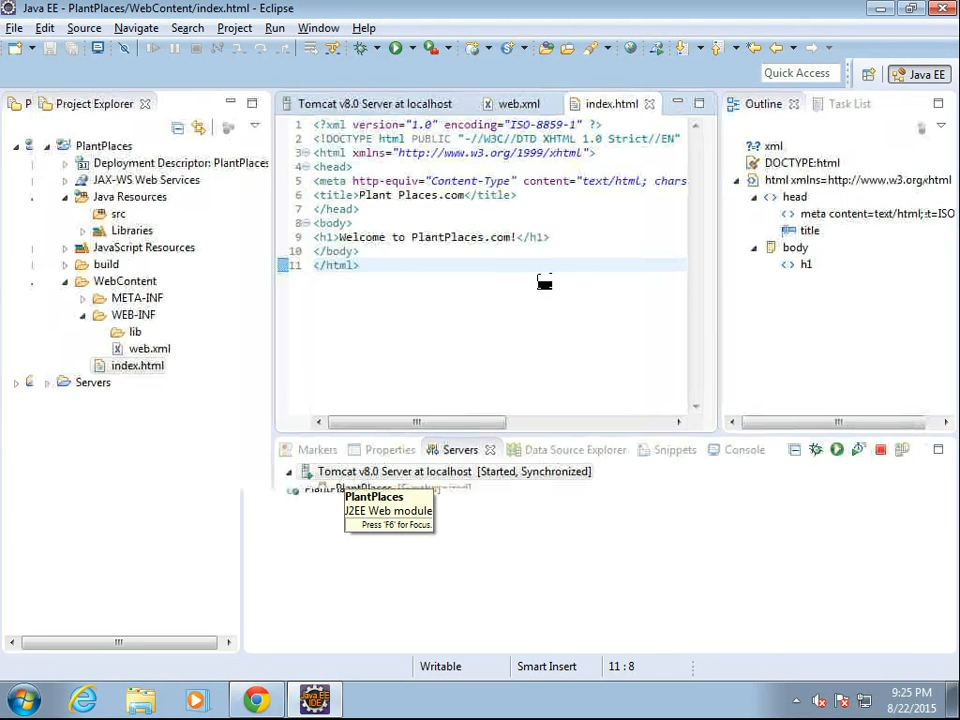 Java EE - PlantPlaces/WebContent/index.html - Eclipse
File Edit Source Navigate Search Project Run Window Help
Quick Access
Java EE
P Project Explorer
Tomcat v8.0 Server at localhost
web.xml
index.html
Outline
Task List
PlantPlaces
Deployment Descriptor: PlantPlaces
JAX-WS Web Services
Java Resources
src
Libraries
JavaScript Resources
build
WebContent
META-INF
WEB-INF
lib
web.xml
index.html
Servers
1 <?xml version="1.0" encoding="ISO-8859-1" ?>
2 <!DOCTYPE html PUBLIC "-//W3C//DTD XHTML 1.0 Strict//EN"
3 <html xmlns="http://www.w3.org/1999/xhtml">
4 <head>
5 <meta http-equiv="Content-Type" content="text/html; chars
6 <title>Plant Places.com</title>
7 </head>
8 <body>
9 <h1>Welcome to PlantPlaces.com!</h1>
10 </body>
11 </html>
xml
DOCTYPE:html
html xmlns=http://www.w3.org/xhtml
head
meta content=text/html; =ISO
title
body
h1
Markers
Properties
Servers
Data Source Explorer
Snippets
Console
Tomcat v8.0 Server at localhost [Started, Synchronized]
PlantPlaces
J2EE Web module
Press 'F6' for Focus.
Writable
Smart Insert
11 : 8
9:25 PM
8/22/2015